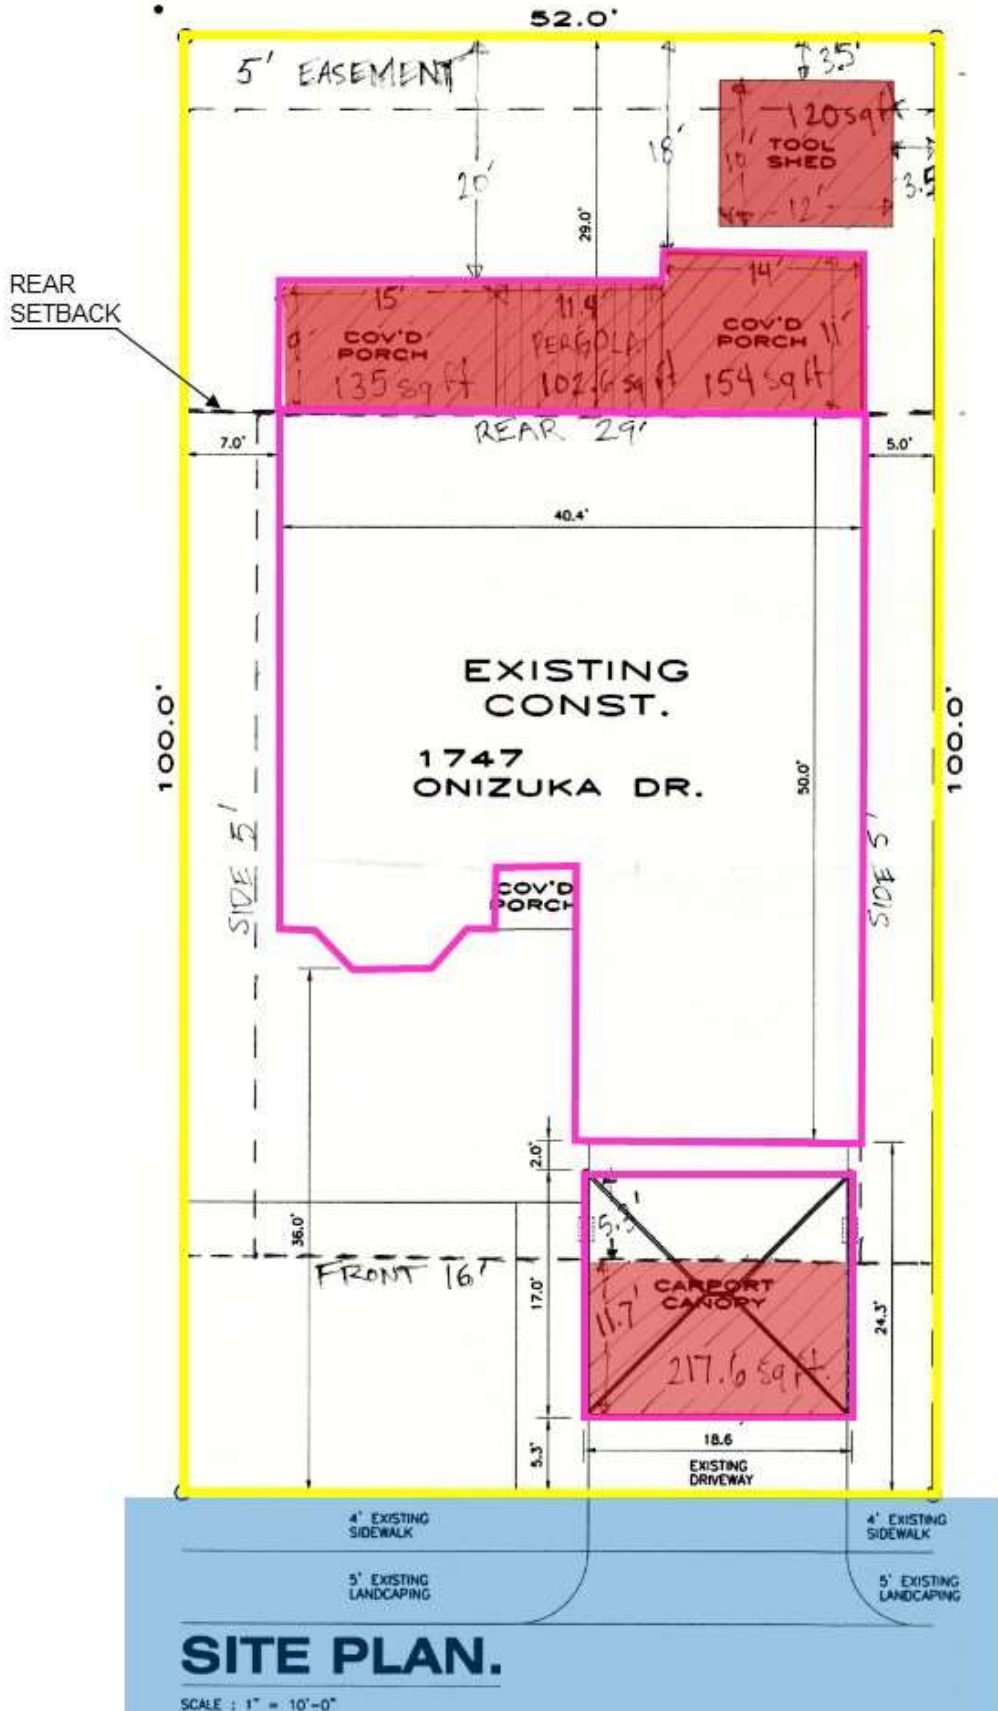 52.0'
5' EASEMENT
3.5'
120 sq ft
TOOL
SHED
10'
12'
3.5
20'
18'
29.0'
REAR
SETBACK
15'
11.4'
14'
9'
COV'D
PORCH
135 sq ft
PERGOLA
102.6 sq ft
COV'D
PORCH
154 sq ft
11'
REAR 29'
7.0'
5.0'
40.4'
EXISTING
CONST.
1747
ONIZUKA DR.
100.0'
100.0'
50.0'
SIDE 5'
SIDE 5'
COV'D
PORCH
2.0'
36.0'
5.3'
FRONT 16'
17.0'
CARPORT
CANOPY
11.7'
217.6 sq ft.
24.3'
5.3'
18.6
EXISTING
DRIVEWAY
4' EXISTING
SIDEWALK
4' EXISTING
SIDEWALK
5' EXISTING
LANDCAPING
5' EXISTING
LANDCAPING
SITE PLAN.
SCALE : 1" = 10'-0"